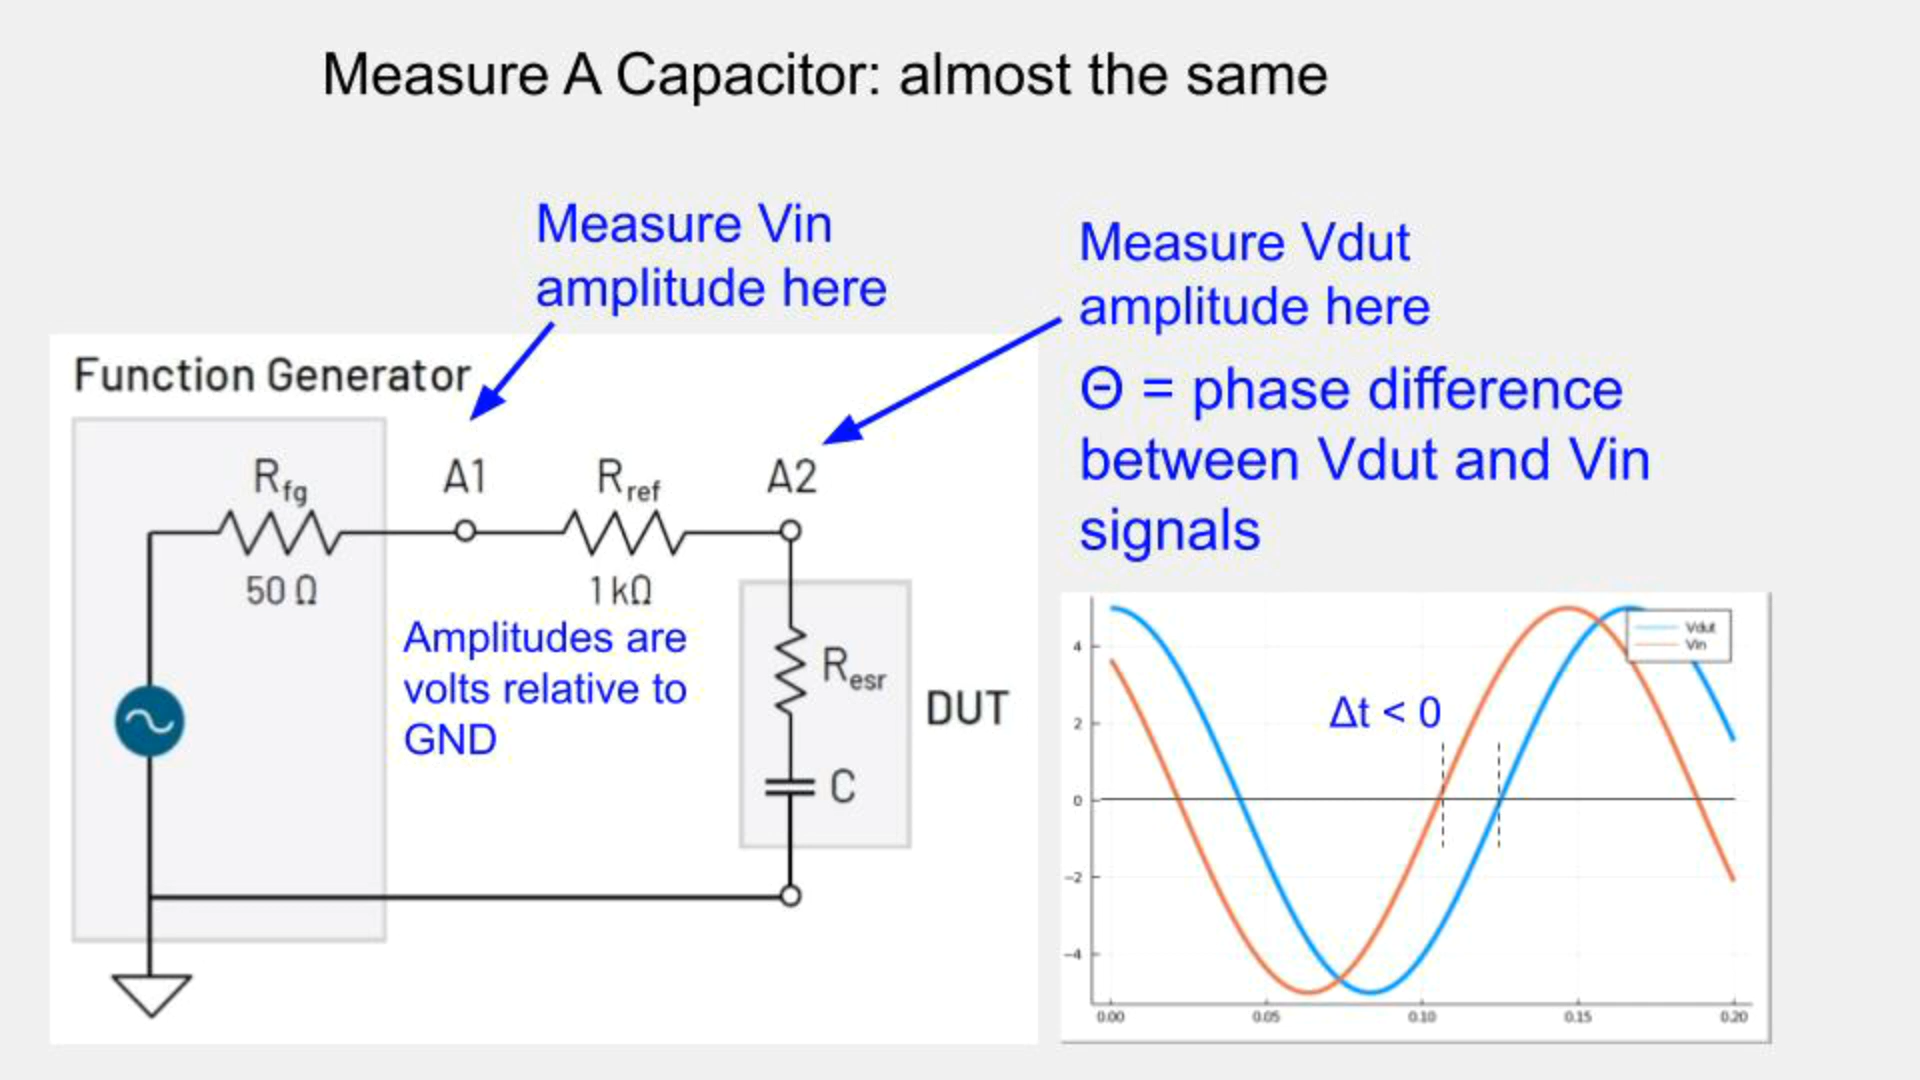 Measure A Capacitor: almost the same
Measure Vin
amplitude here
Measure Vdut
amplitude here
Θ = phase difference
between Vdut and Vin
signals
Function Generator
Rfg
50 Ω
A1
Rref
1 kΩ
A2
Amplitudes are
volts relative to
GND
Resr
C
DUT
Δt < 0
Vdut
Vin
4
2
0
−2
−4
0.00 0.05 0.10 0.15 0.20